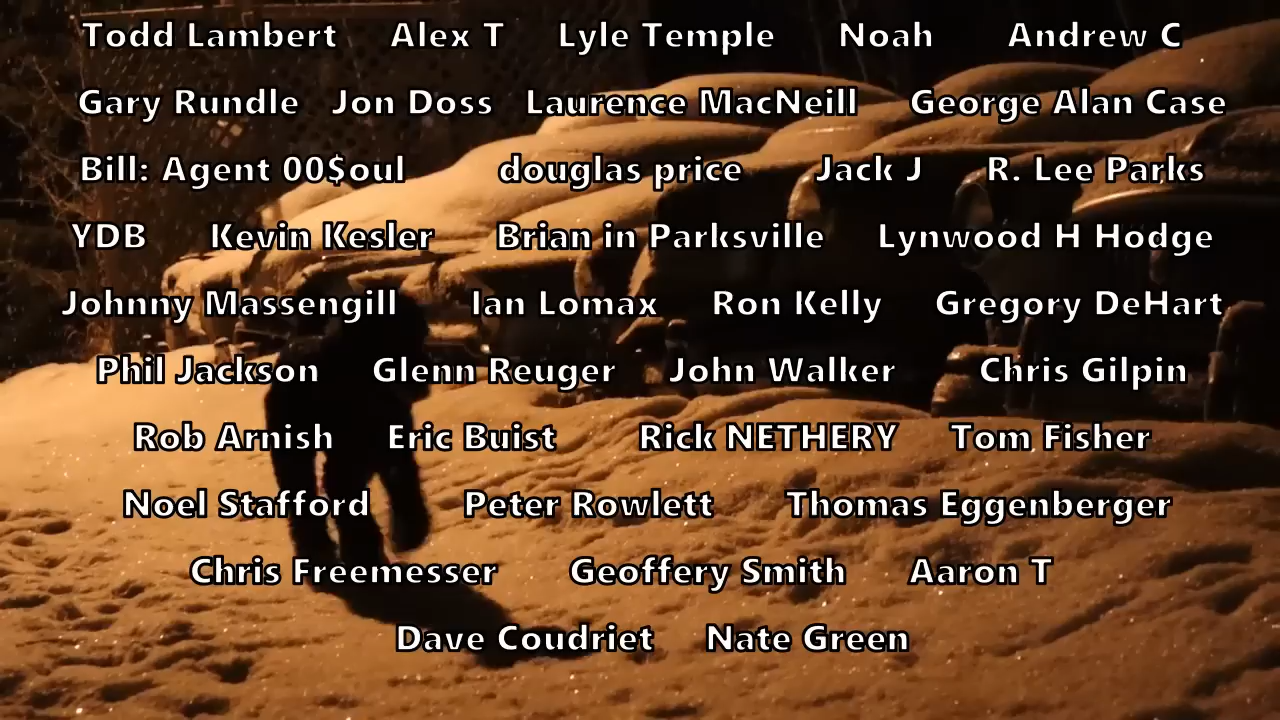 Todd Lambert Alex T Lyle Temple Noah Andrew C
Gary Rundle Jon Doss Laurence MacNeill George Alan Case
Bill: Agent 00$oul douglas price Jack J R. Lee Parks
YDB Kevin Kesler Brian in Parksville Lynwood H Hodge
Johnny Massengill Ian Lomax Ron Kelly Gregory DeHart
Phil Jackson Glenn Reuger John Walker Chris Gilpin
Rob Arnish Eric Buist Rick NETHERY Tom Fisher
Noel Stafford Peter Rowlett Thomas Eggenberger
Chris Freemesser Geoffery Smith Aaron T
Dave Coudriet Nate Green